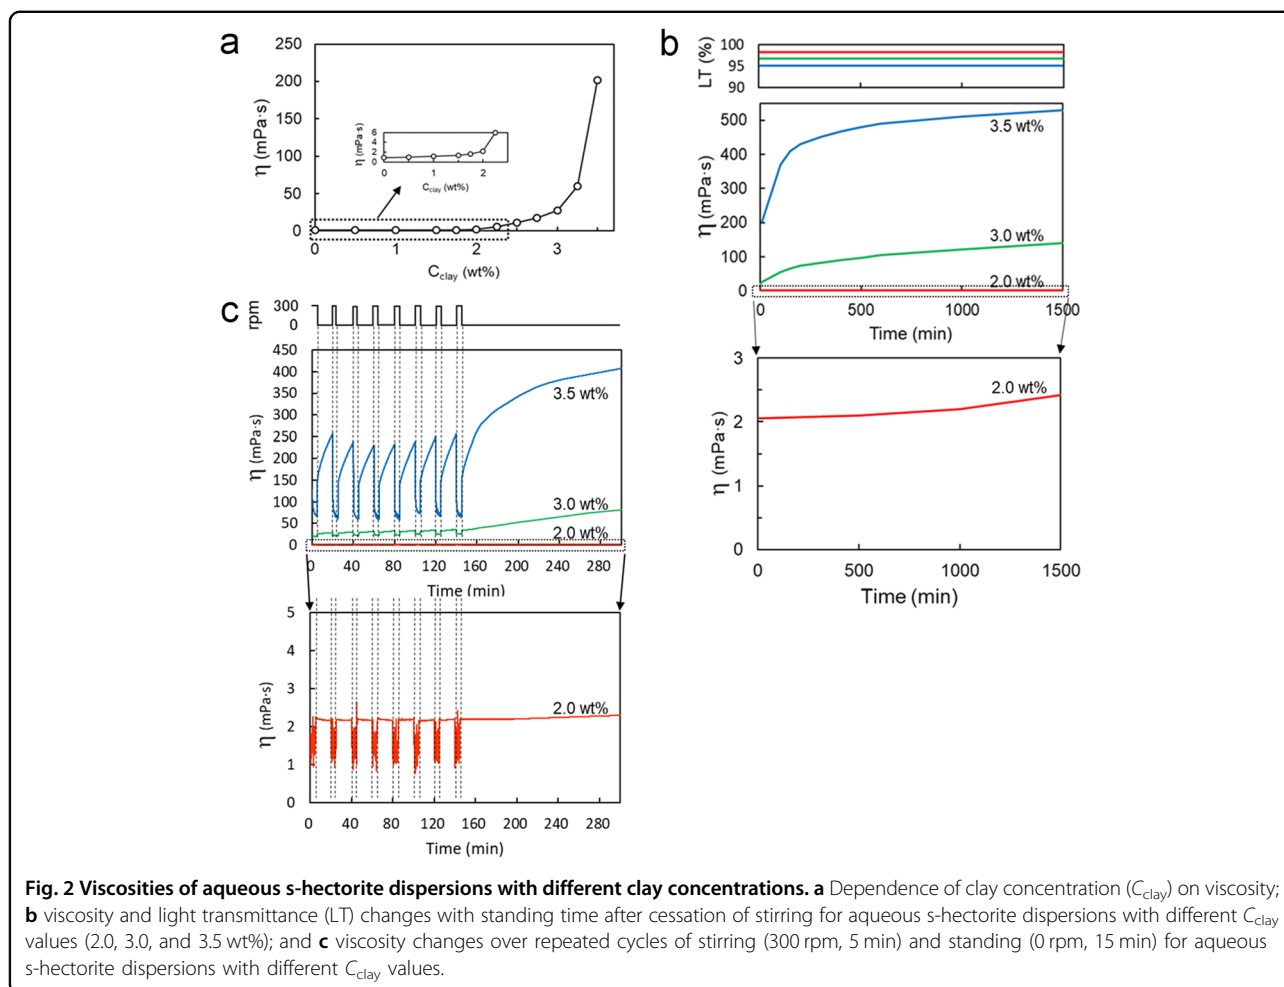 a
250
200
150
100
50
0
η (mPa·s)
0
1
2
3
C_clay (wt%)
6
4
2
0
η (mPa·s)
0
1
2
C_clay (wt%)
b
100
95
90
LT (%)
500
400
300
200
100
0
η (mPa·s)
3.5 wt%
3.0 wt%
2.0 wt%
0
500
1000
1500
Time (min)
3
2
1
0
η (mPa·s)
2.0 wt%
0
500
1000
1500
Time (min)
c
300
0
rpm
450
400
350
300
250
200
150
100
50
0
η (mPa·s)
3.5 wt%
3.0 wt%
2.0 wt%
0
40
80
120
160
200
240
280
Time (min)
5
4
3
2
1
0
η (mPa·s)
2.0 wt%
0
40
80
120
160
200
240
280
Time (min)
Fig. 2 Viscosities of aqueous s-hectorite dispersions with different clay concentrations. a Dependence of clay concentration (C_clay) on viscosity;
b viscosity and light transmittance (LT) changes with standing time after cessation of stirring for aqueous s-hectorite dispersions with different C_clay
values (2.0, 3.0, and 3.5 wt%); and c viscosity changes over repeated cycles of stirring (300 rpm, 5 min) and standing (0 rpm, 15 min) for aqueous
s-hectorite dispersions with different C_clay values.